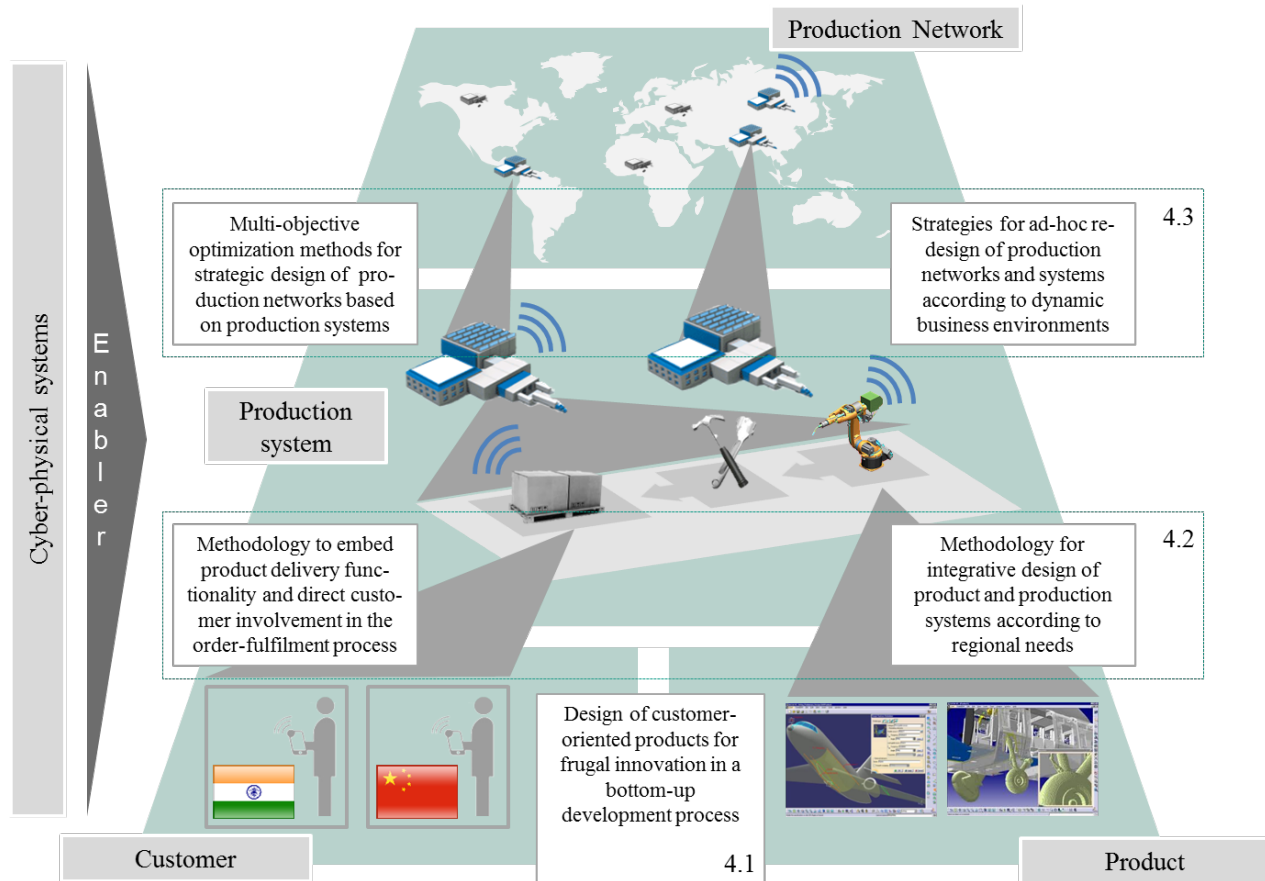 Production Network
Cyber-physical systems
Enabler
Multi-objective
optimization methods for
strategic design of pro-
duction networks based
on production systems
Strategies for ad-hoc re-
design of production
networks and systems
according to dynamic
business environments
4.3
Production
system
Methodology to embed
product delivery func-
tionality and direct custo-
mer involvement in the
order-fulfilment process
Methodology for
integrative design of
product and production
systems according to
regional needs
4.2
Design of customer-
oriented products for
frugal innovation in a
bottom-up
development process
4.1
Customer
Product